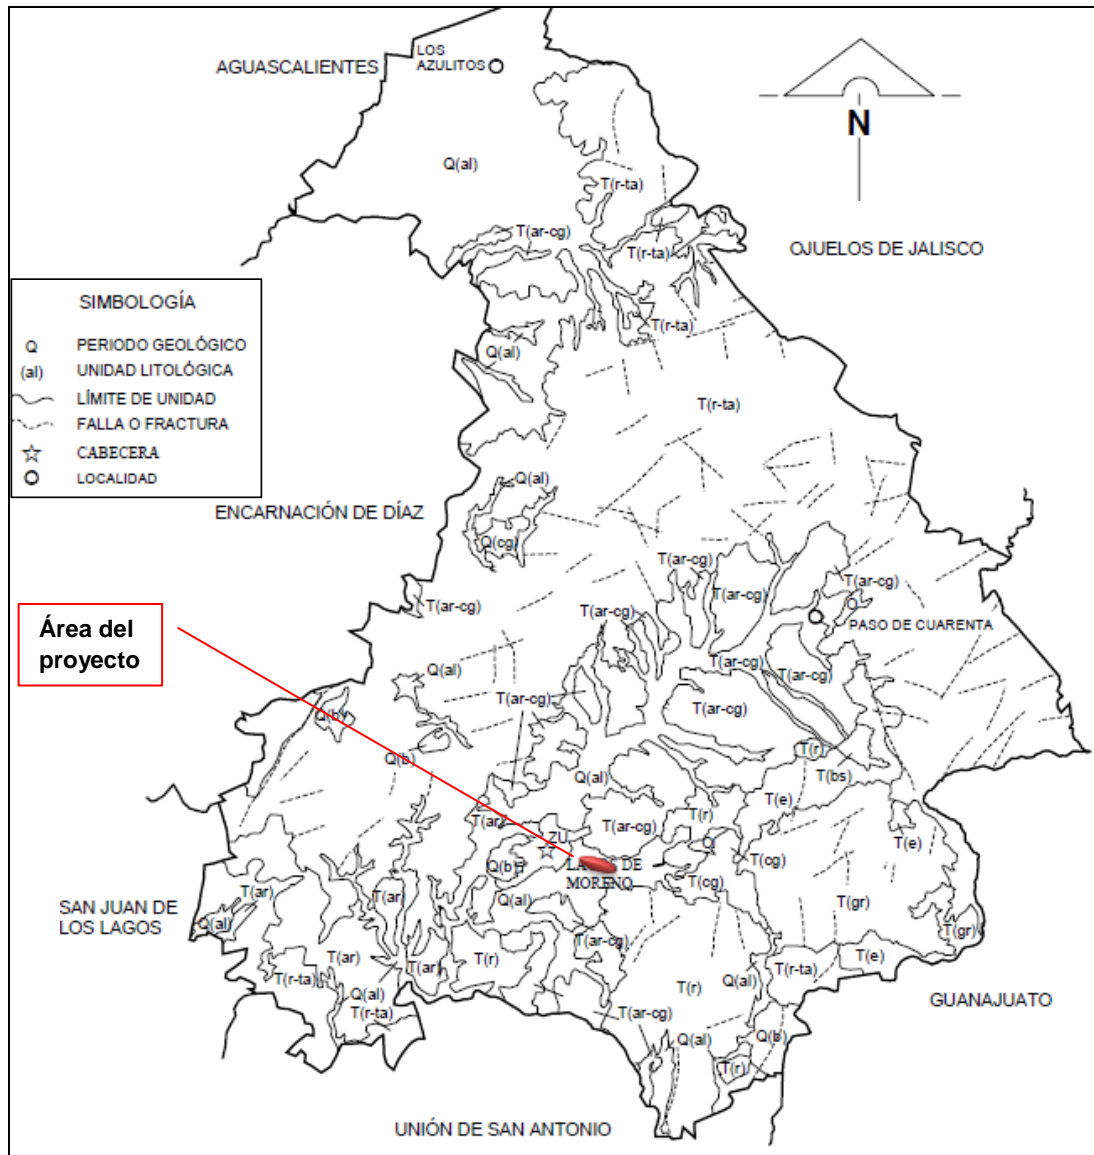 AGUASCALIENTES
LOS
AZULITOS
N
Q(al)
T(r-ta)
T(ar-cg)
T(r-ta)
OJUELOS DE JALISCO
SIMBOLOGÍA
Q PERIODO GEOLÓGICO
(al) UNIDAD LITOLÓGICA
LÍMITE DE UNIDAD
FALLA O FRACTURA
CABECERA
LOCALIDAD
T(r-ta)
Q(al)
T(r-ta)
Q(al)
ENCARNACIÓN DE DÍAZ
Q(cg)
T(ar-cg)
T(ar-cg)
T(ar-cg)
T(ar-cg)
T(ar-cg)
Q
PASO DE CUARENTA
Área del
proyecto
Q(al)
T(ar-cg)
T(ar-cg)
T(ar-cg)
T(ar-cg)
Q(b)
Q(b)
T(r)
Q(al)
T(bs)
T(e)
T(ar)
T(r)
ZU
T(ar-cg)
Q
T(e)
T(cg)
Q(b)
LAGOS DE
MORENO
T(cg)
Q(al)
T(ar)
T(ar)
T(gr)
SAN JUAN DE
LOS LAGOS
Q(al)
T(gr)
T(ar-cg)
T(ar)
T(ar)
T(r)
T(e)
T(r-ta)
T(r-ta)
Q(al)
Q(al)
T(r)
GUANAJUATO
T(r-ta)
T(ar-cg)
Q(al)
Q(b)
T(r)
UNIÓN DE SAN ANTONIO